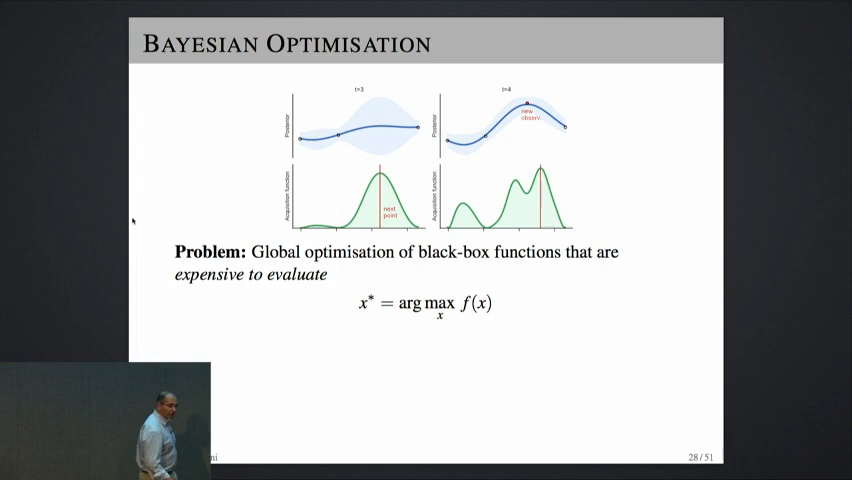 BAYESIAN OPTIMISATION
t=3
t=4
Posterior
Posterior
new
observ.
Acquisition function
Acquisition function
next
point
Problem: Global optimisation of black-box functions that are
expensive to evaluate
x* = arg max f(x)
x
28 / 51